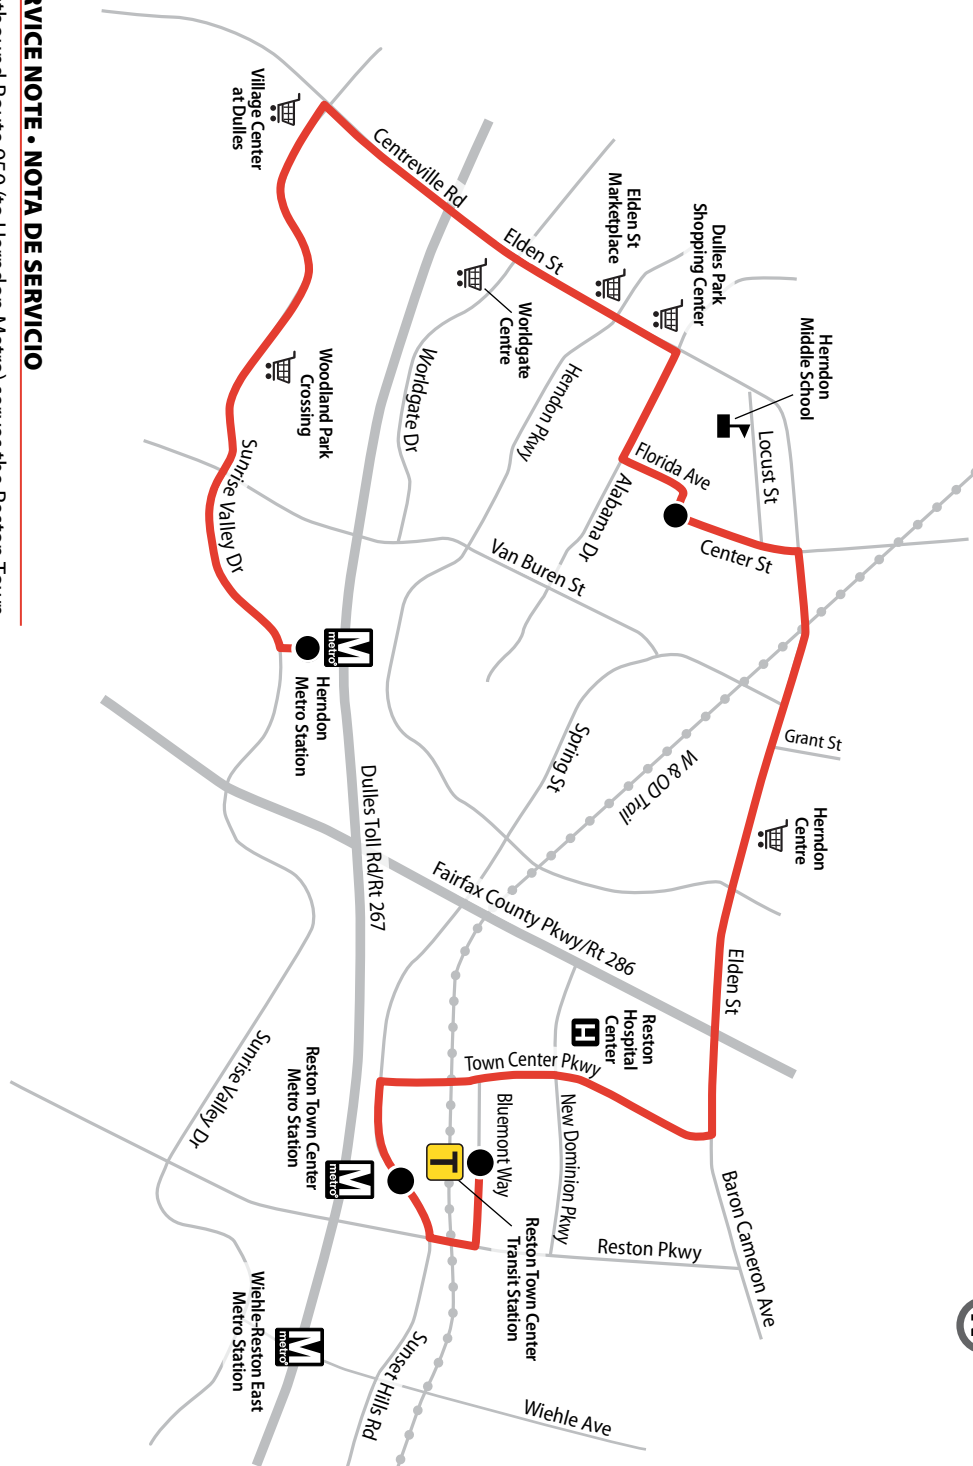 RVICE NOTE • NOTA DE SERVICIO
Village Center
at Dulles
Centreville Rd
Elden St
Elden St
Marketplace
Dulles Park
Shopping Center
Herndon
Middle School
Worldgate
Centre
Woodland Park
Crossing
Worldgate Dr
Herndon Pkwy
Locust St
Florida Ave
Alabama Dr
Center St
Sunrise Valley Dr
Van Buren St
M
metro
Herndon
Metro Station
Grant St
Spring St
W & OD Trail
Dulles Toll Rd/Rt 267
Herndon
Centre
Fairfax County Pkwy/Rt 286
Elden St
H
Reston
Hospital
Center
Town Center Pkwy
Sunrise Valley Dr
Reston Town Center
Metro Station
M
metro
T
Bluemont Way
New Dominion Pkwy
Reston Town Center
Transit Station
Reston Pkwy
Baron Cameron Ave
Wiehle-Reston East
Metro Station
M
metro
Sunset Hills Rd
Wiehle Ave